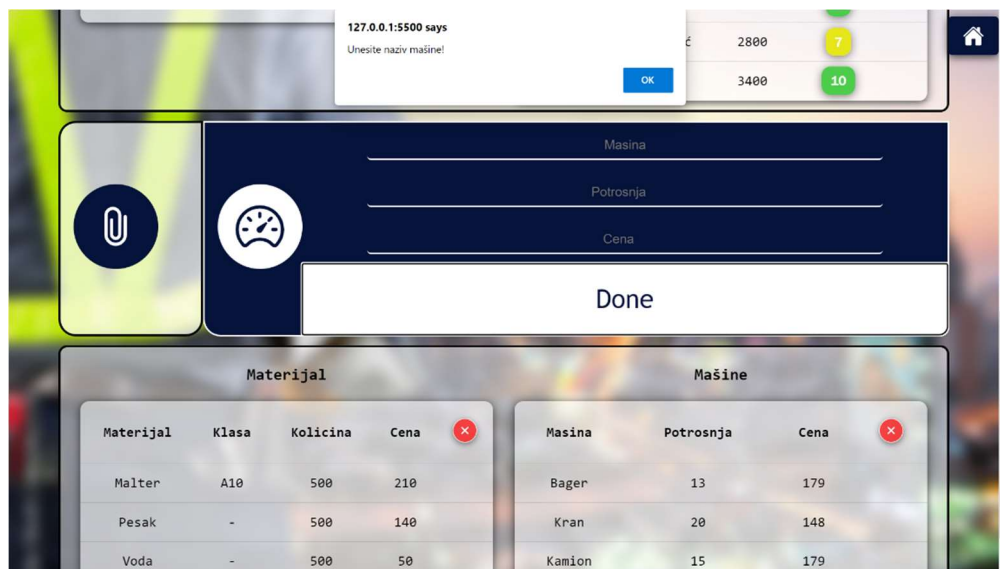 127.0.0.1:5500 says
Unesite naziv mašine!
OK
ć 2800 7
3400 10
Masina
Potrosnja
Cena
Done
Materijal
Materijal Klasa Kolicina Cena
Malter A10 500 210
Pesak - 500 140
Voda - 500 50
Mašine
Masina Potrosnja Cena
Bager 13 179
Kran 20 148
Kamion 15 179